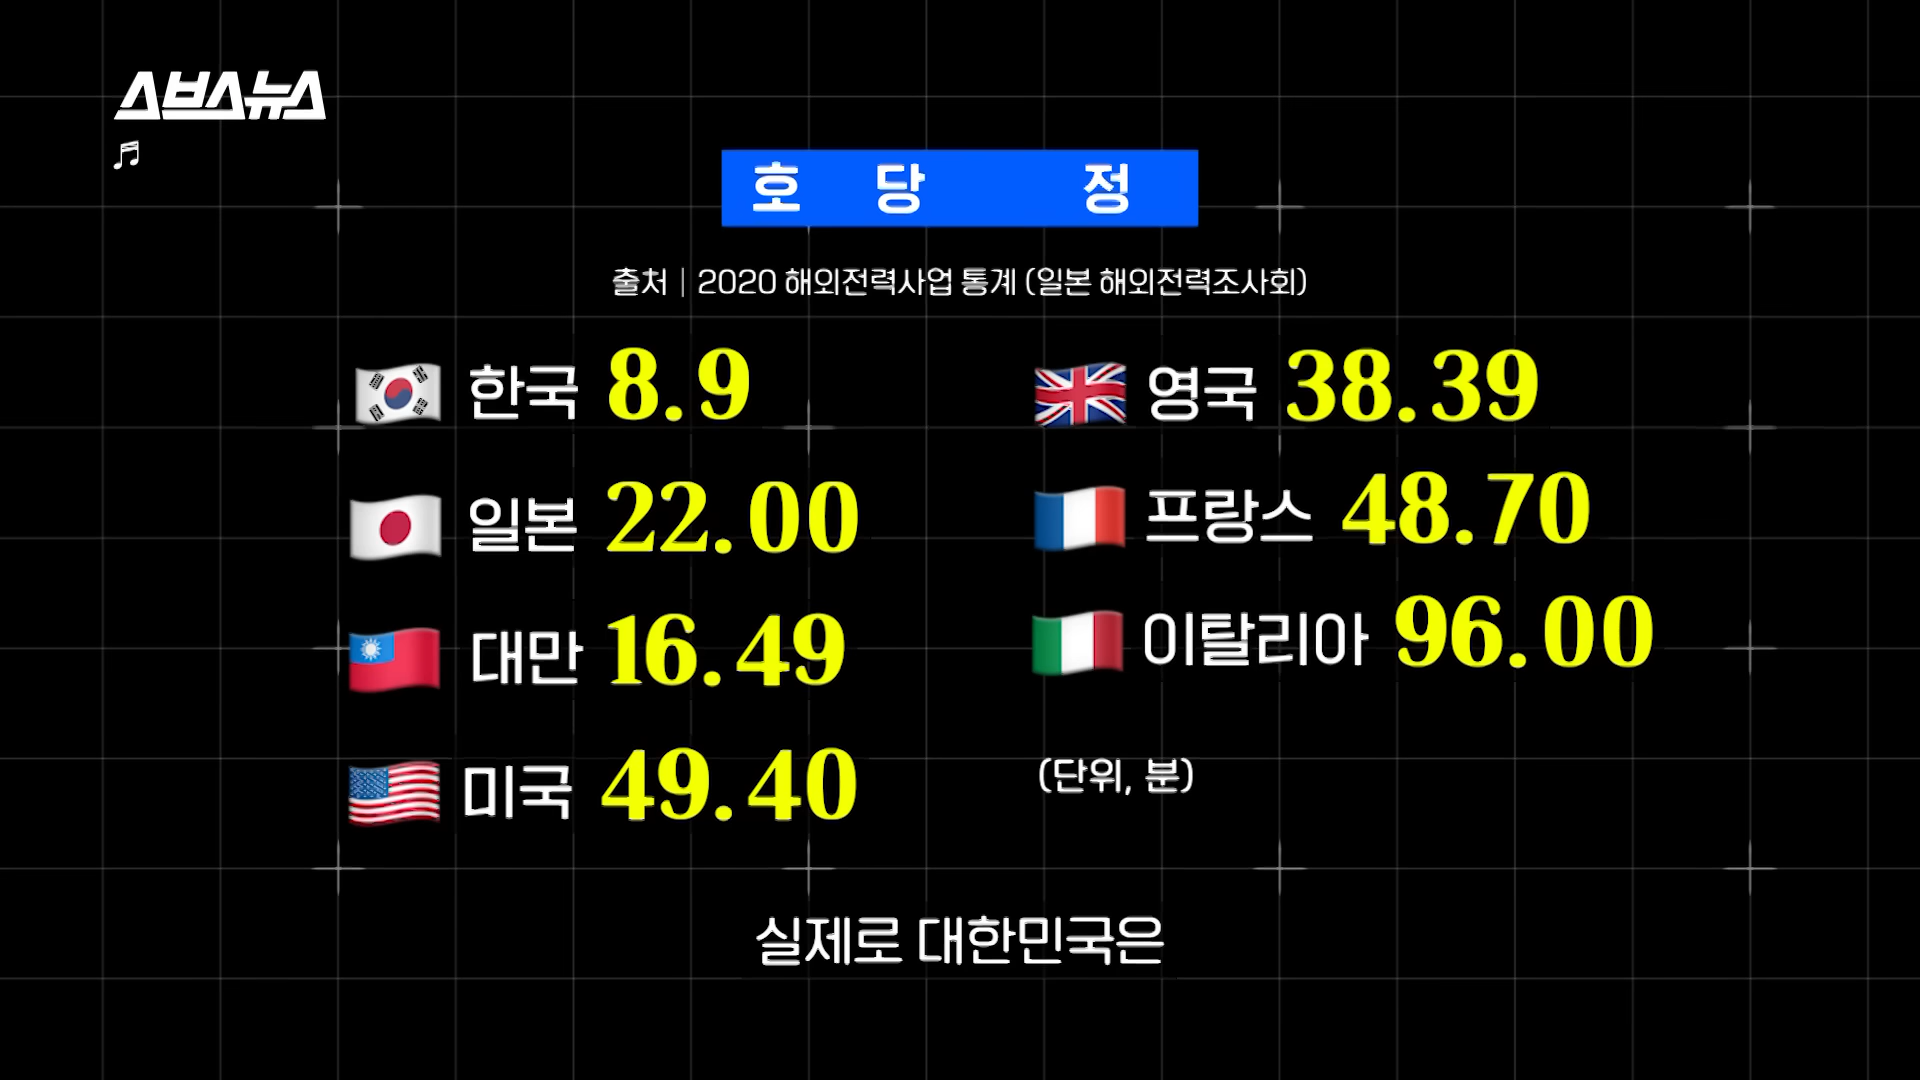 스브스뉴스
호 당 정
출처 | 2020 해외전력사업 통계 (일본 해외전력조사회)
한국 8.9
일본 22.00
대만 16.49
미국 49.40
영국 38.39
프랑스 48.70
이탈리아 96.00
(단위, 분)
실제로 대한민국은